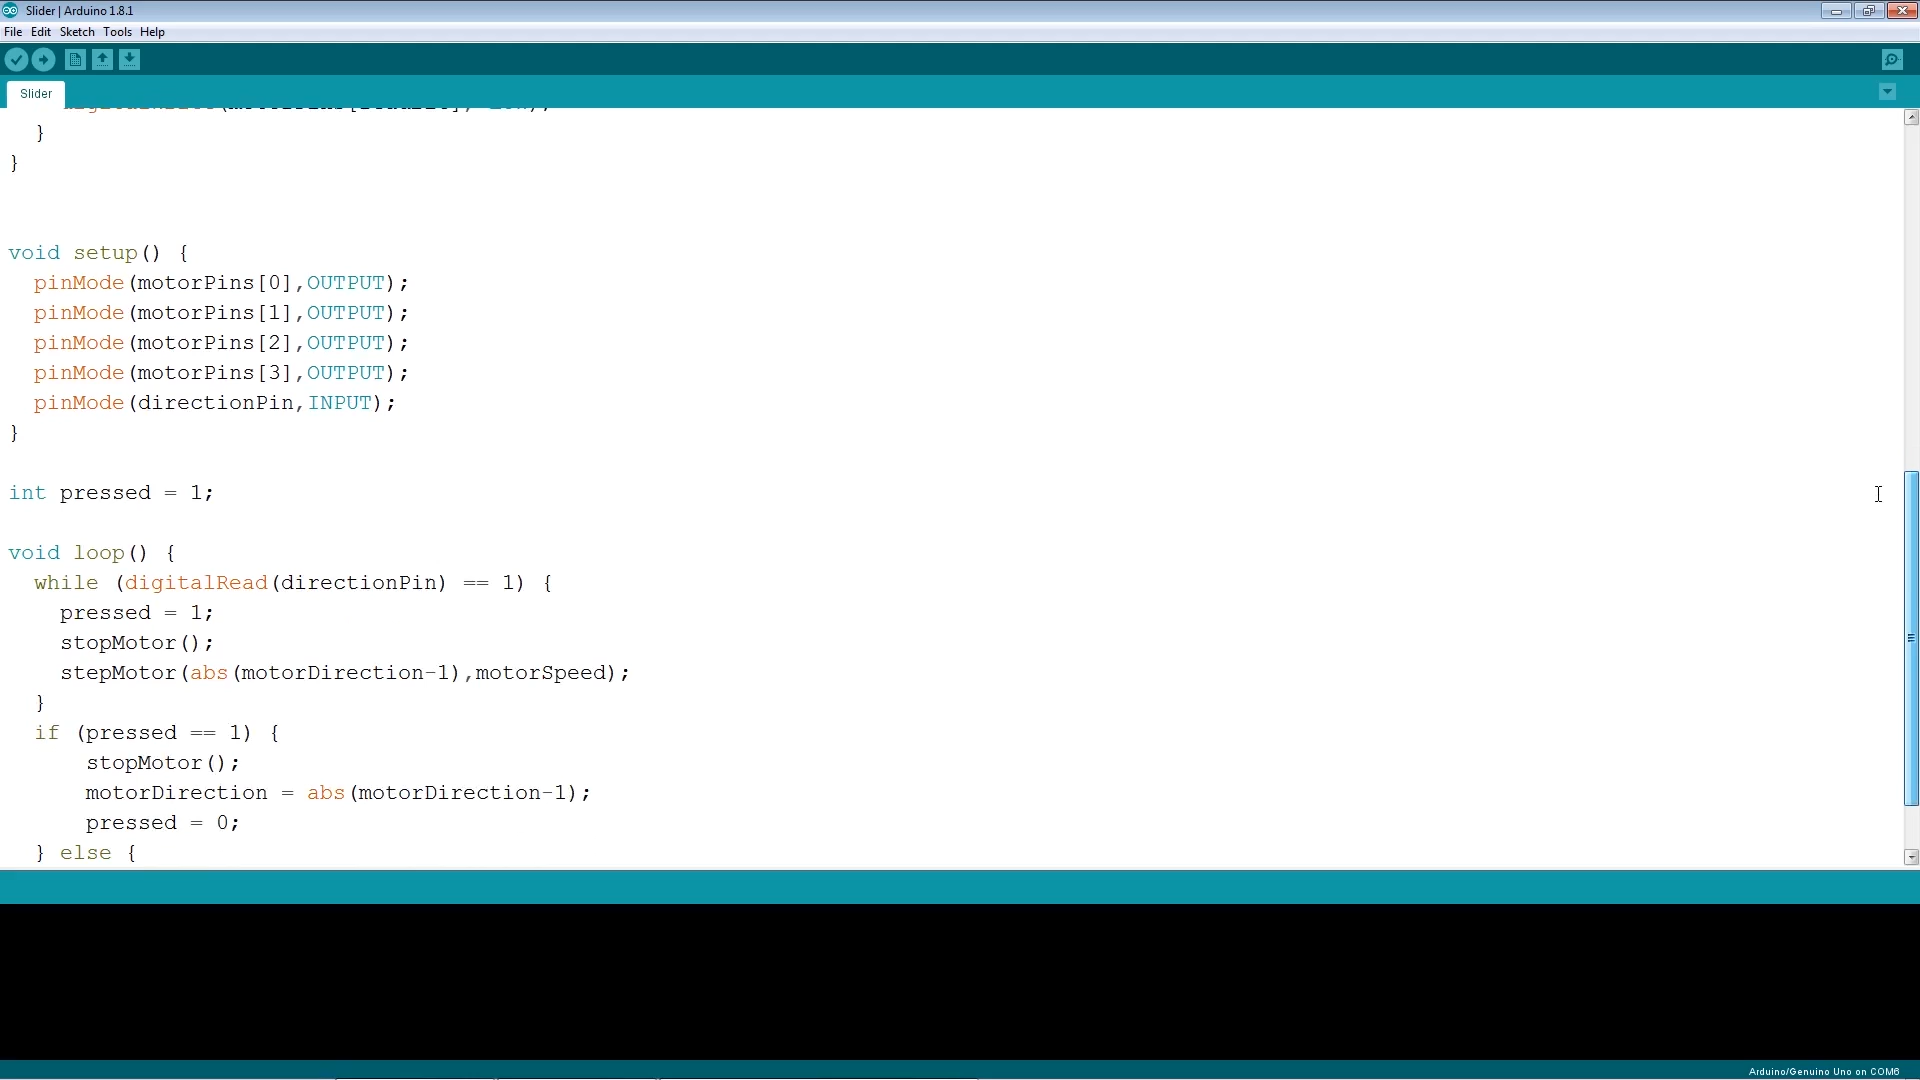 Slider | Arduino 1.8.1
File Edit Sketch Tools Help
Slider
}
}
void setup() {
pinMode(motorPins[0],OUTPUT);
pinMode(motorPins[1],OUTPUT);
pinMode(motorPins[2],OUTPUT);
pinMode(motorPins[3],OUTPUT);
pinMode(directionPin,INPUT);
}
int pressed = 1;
void loop() {
while (digitalRead(directionPin) == 1) {
pressed = 1;
stopMotor();
stepMotor(abs(motorDirection-1),motorSpeed);
}
if (pressed == 1) {
stopMotor();
motorDirection = abs(motorDirection-1);
pressed = 0;
} else {
Arduino/Genuino Uno on COM6